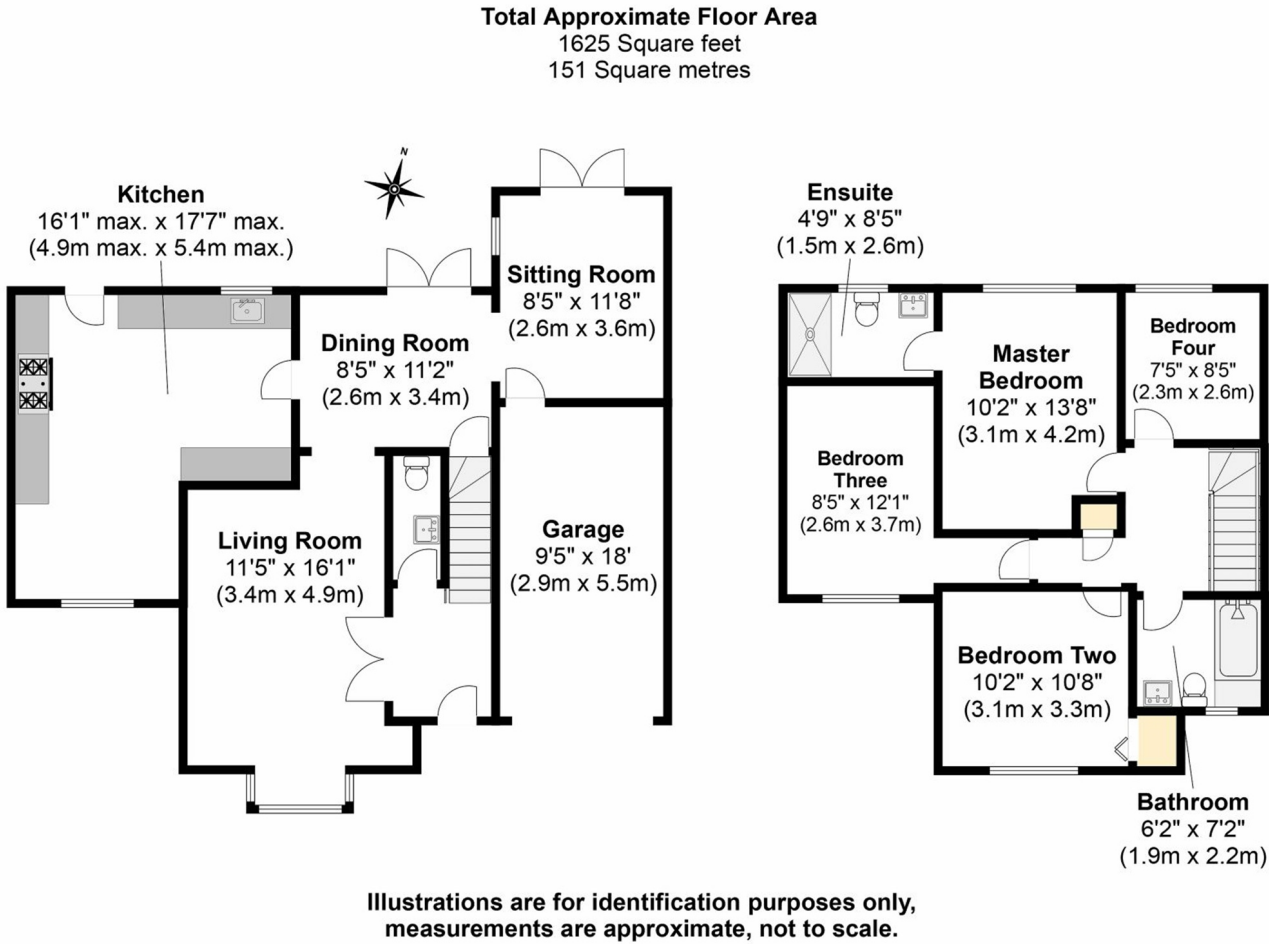 Total Approximate Floor Area
1625 Square feet
151 Square metres
N
Kitchen
16'1" max. x 17'7" max.
(4.9m max. x 5.4m max.)
Sitting Room
8'5" x 11'8"
(2.6m x 3.6m)
Dining Room
8'5" x 11'2"
(2.6m x 3.4m)
Living Room
11'5" x 16'1"
(3.4m x 4.9m)
Garage
9'5" x 18'
(2.9m x 5.5m)
Ensuite
4'9" x 8'5"
(1.5m x 2.6m)
Master
Bedroom
10'2" x 13'8"
(3.1m x 4.2m)
Bedroom
Four
7'5" x 8'5"
(2.3m x 2.6m)
Bedroom
Three
8'5" x 12'1"
(2.6m x 3.7m)
Bedroom Two
10'2" x 10'8"
(3.1m x 3.3m)
Bathroom
6'2" x 7'2"
(1.9m x 2.2m)
Illustrations are for identification purposes only,
measurements are approximate, not to scale.